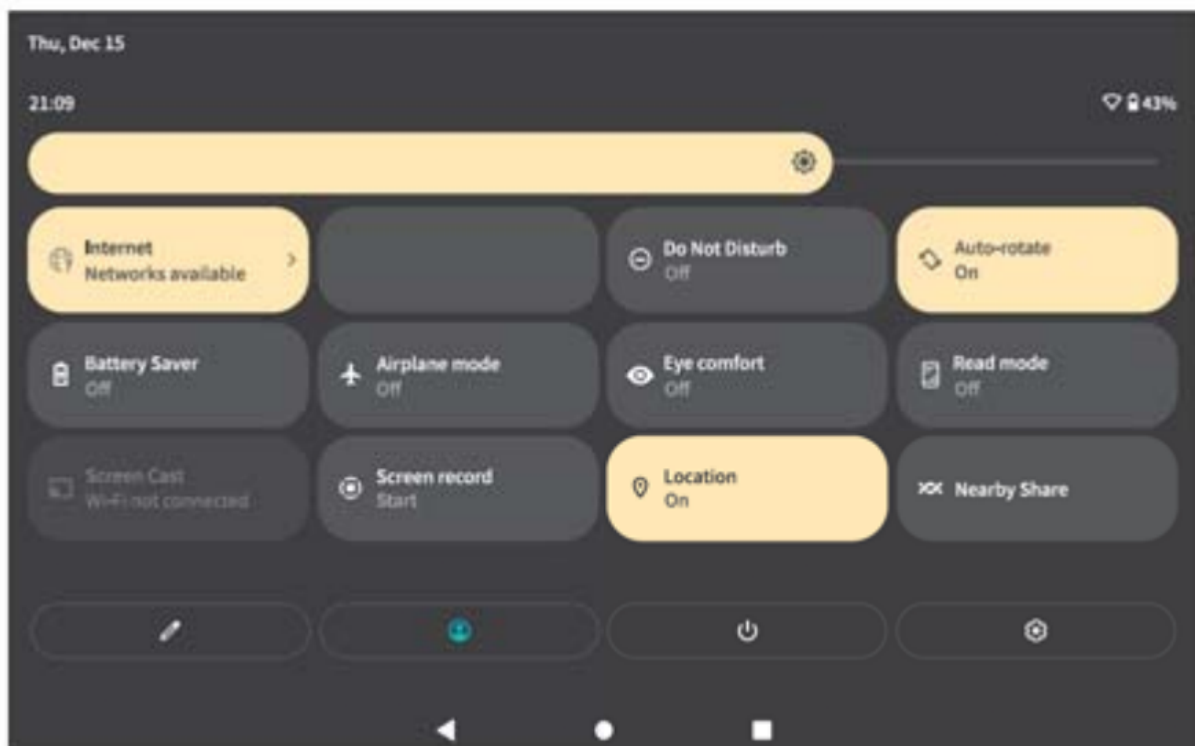 Thu, Dec 15
21:09
43%
Internet
Networks available
Do Not Disturb
Off
Auto-rotate
On
Battery Saver
Off
Airplane mode
Off
Eye comfort
Off
Read mode
Off
Screen Cast
Wi-Fi not connected
Screen record
Start
Location
On
Nearby Share